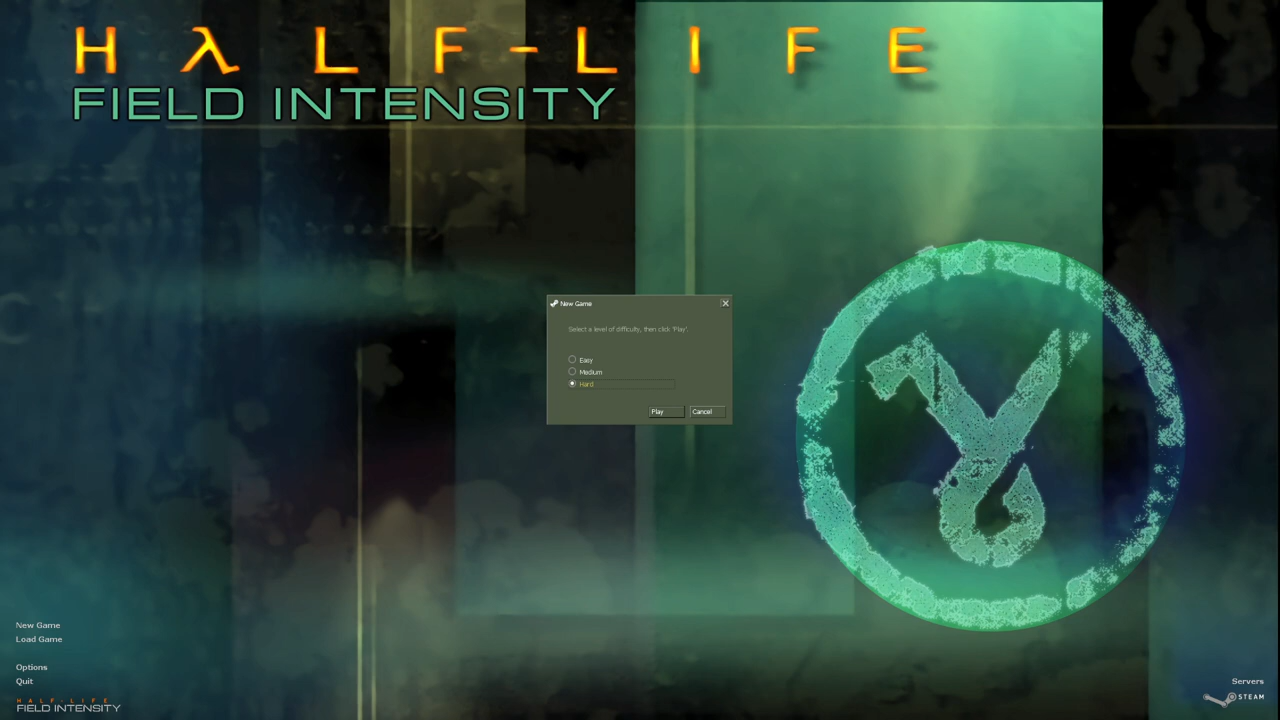 HλLF-LIFE
FIELD INTENSITY
New Game
Select a level of difficulty, then click 'Play'.
Easy
Medium
Hard
Play
Cancel
New Game
Load Game
Options
Quit
HALF-LIFE
FIELD INTENSITY
Servers
STEAM